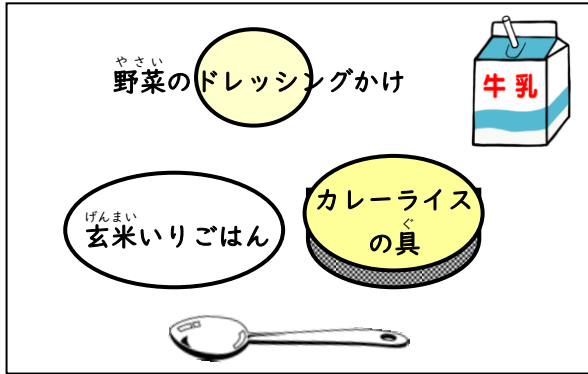 やさい
野菜のドレッシングかけ
牛乳
げんまい
玄米いりごはん
カレーライス
ぐ
の具